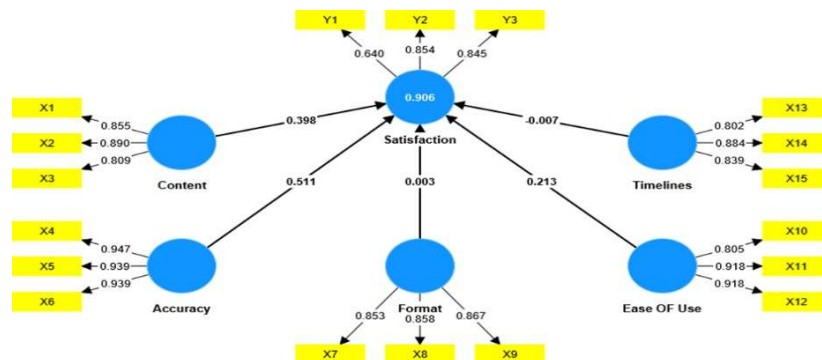 Y1 Y2 Y3
0.640 0.854 0.845
0.906
Satisfaction
X1
X2
X3
0.855
0.890
0.809
Content
0.398
X13
X14
X15
0.802
0.884
0.839
Timelines
-0.007
X4
X5
X6
0.947
0.939
0.939
Accuracy
0.511
0.003
0.213
X10
X11
X12
0.805
0.918
0.918
Ease OF Use
Format
0.853 0.858 0.867
X7 X8 X9